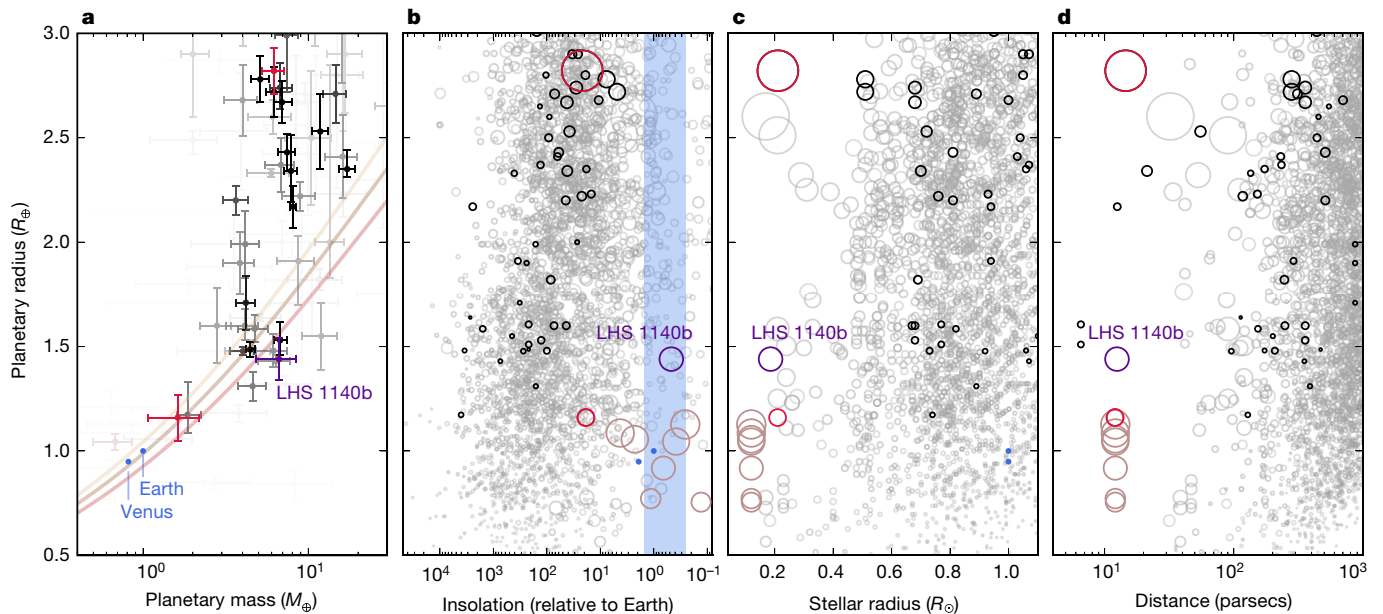 a
b
c
d
3.0
2.5
2.0
1.5
1.0
0.5
Planetary radius (R⊕)
LHS 1140b
Earth
Venus
10⁰ 10¹
Planetary mass (M⊕)
LHS 1140b
10⁴ 10³ 10² 10¹ 10⁰ 10⁻¹
Insolation (relative to Earth)
LHS 1140b
0.2 0.4 0.6 0.8 1.0
Stellar radius (R⊙)
LHS 1140b
10¹ 10² 10³
Distance (parsecs)